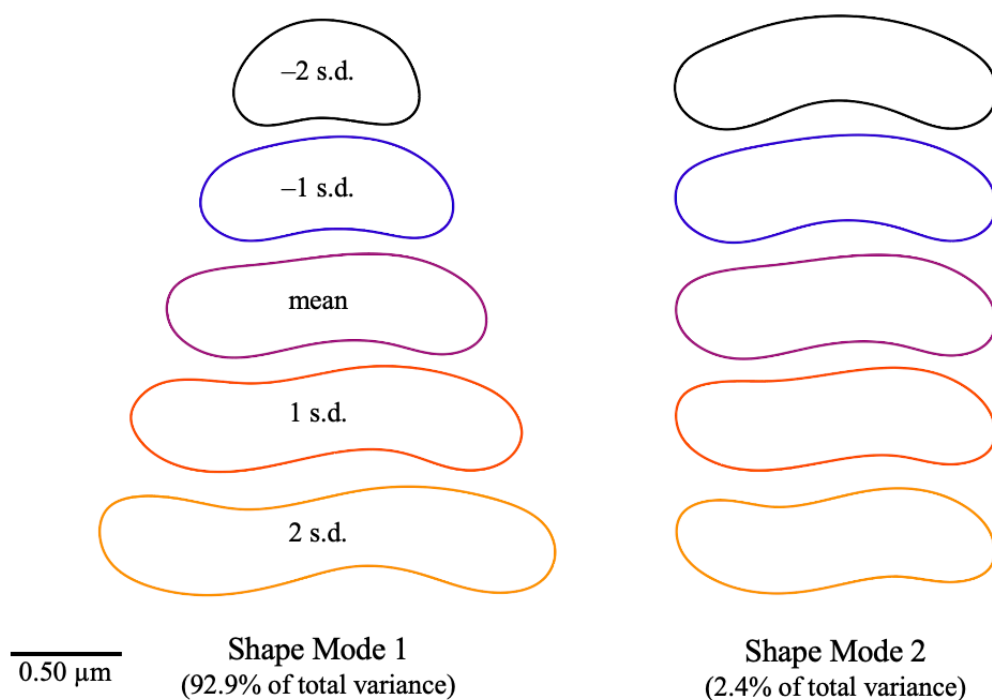 –2 s.d.
–1 s.d.
mean
1 s.d.
2 s.d.
0.50 µm
Shape Mode 1
(92.9% of total variance)
Shape Mode 2
(2.4% of total variance)